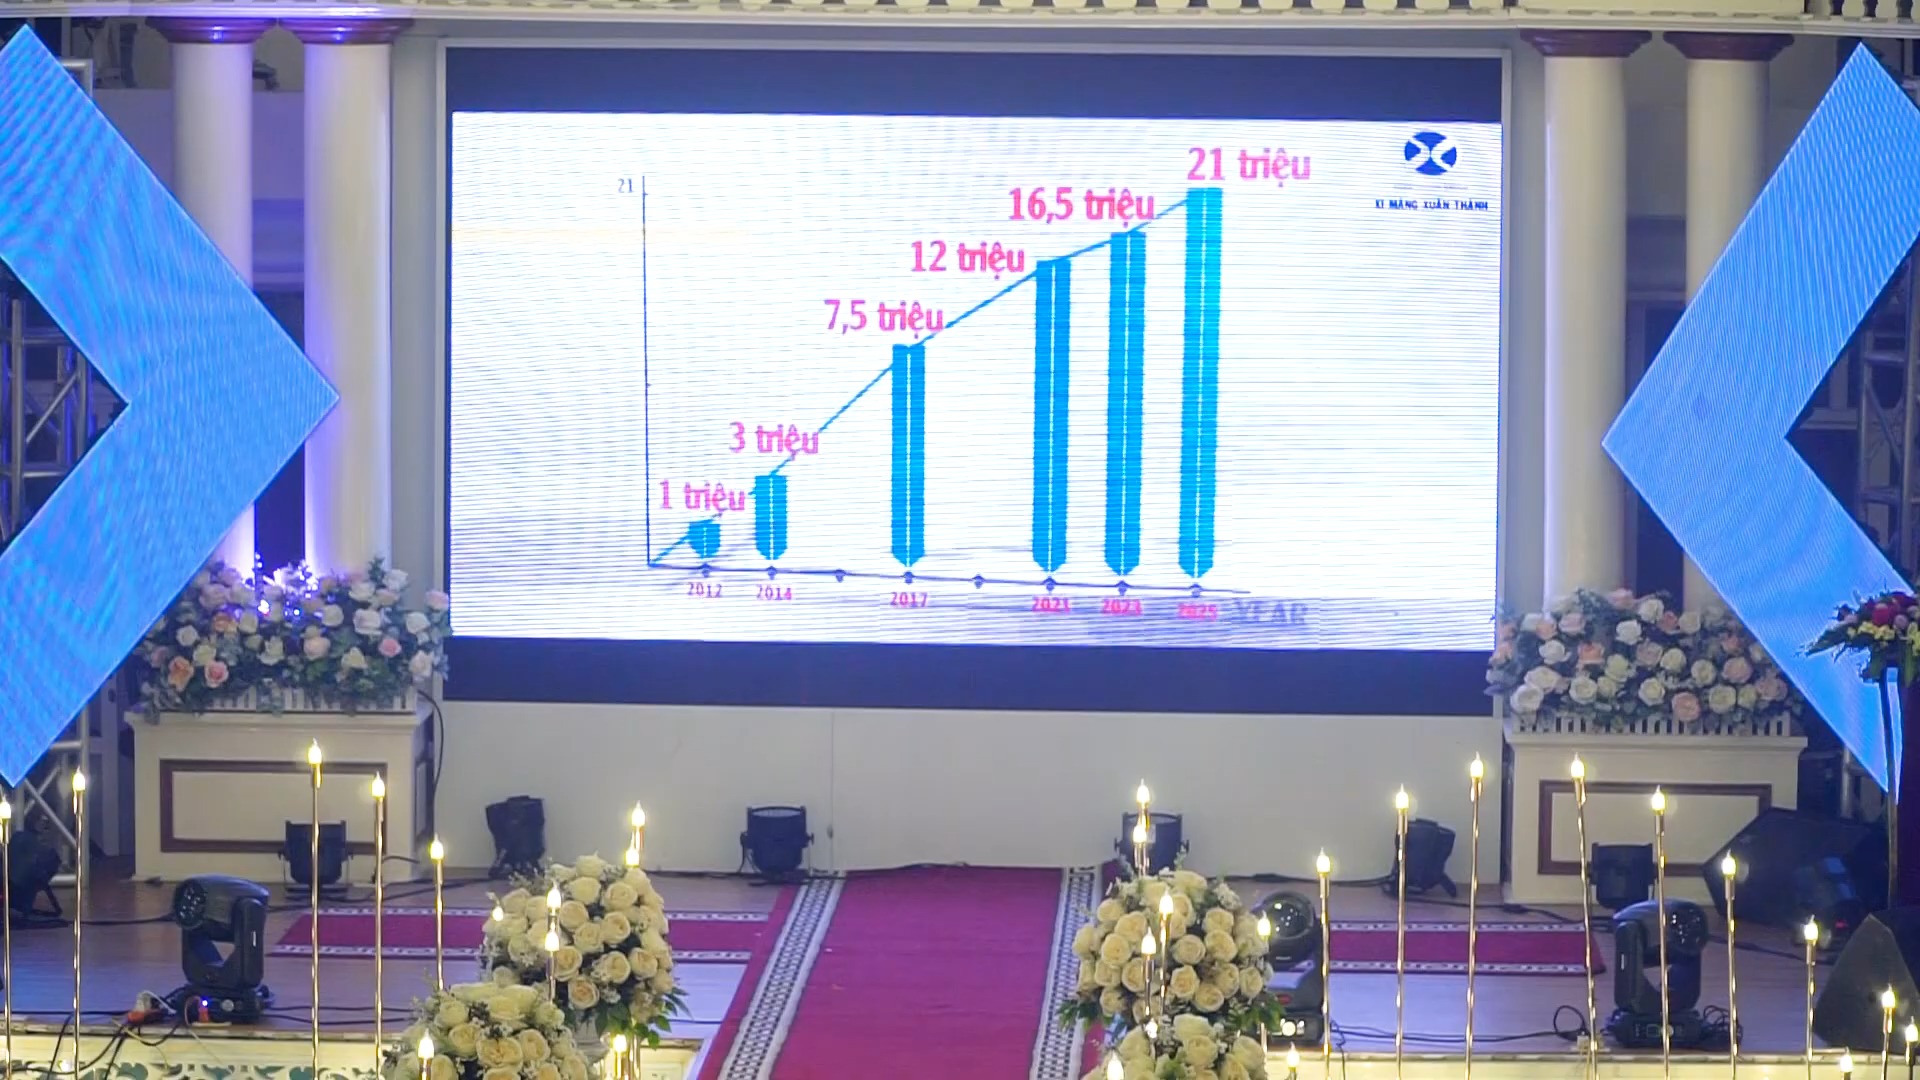 21 triệu
XI MĂNG XUÂN THÀNH
21
16,5 triệu
12 triệu
7,5 triệu
3 triệu
1 triệu
2012 2014 2017 2021 2023 2025 YEAR